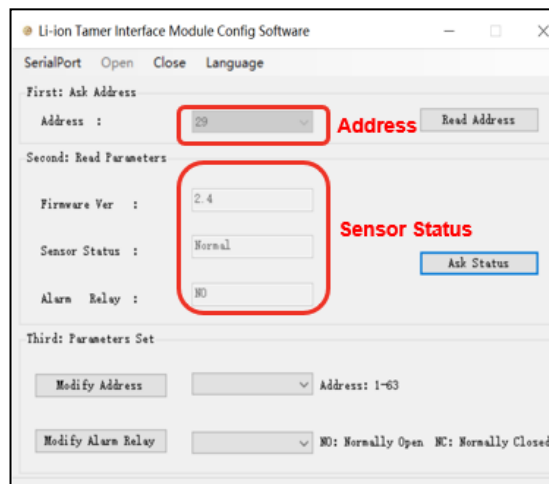 Li-ion Tamer Interface Module Config Software
SerialPort Open Close Language
First: Ask Address
Address : 29 Address Read Address
Second: Read Parameters
Firmware Ver : 2.4
Sensor Status
Sensor Status : Normal
Ask Status
Alarm Relay : NO
Third: Parameters Set
Modify Address Address: 1-63
Modify Alarm Relay NO: Normally Open NC: Normally Closed